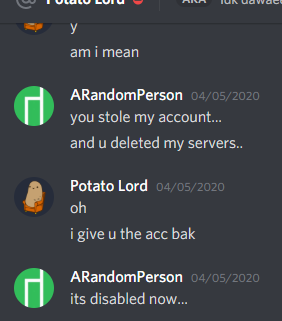 Potato Lord
AKA
y
am i mean
ARandomPerson 04/05/2020
you stole my account...
and u deleted my servers..
Potato Lord 04/05/2020
oh
i give u the acc bak
ARandomPerson 04/05/2020
its disabled now...